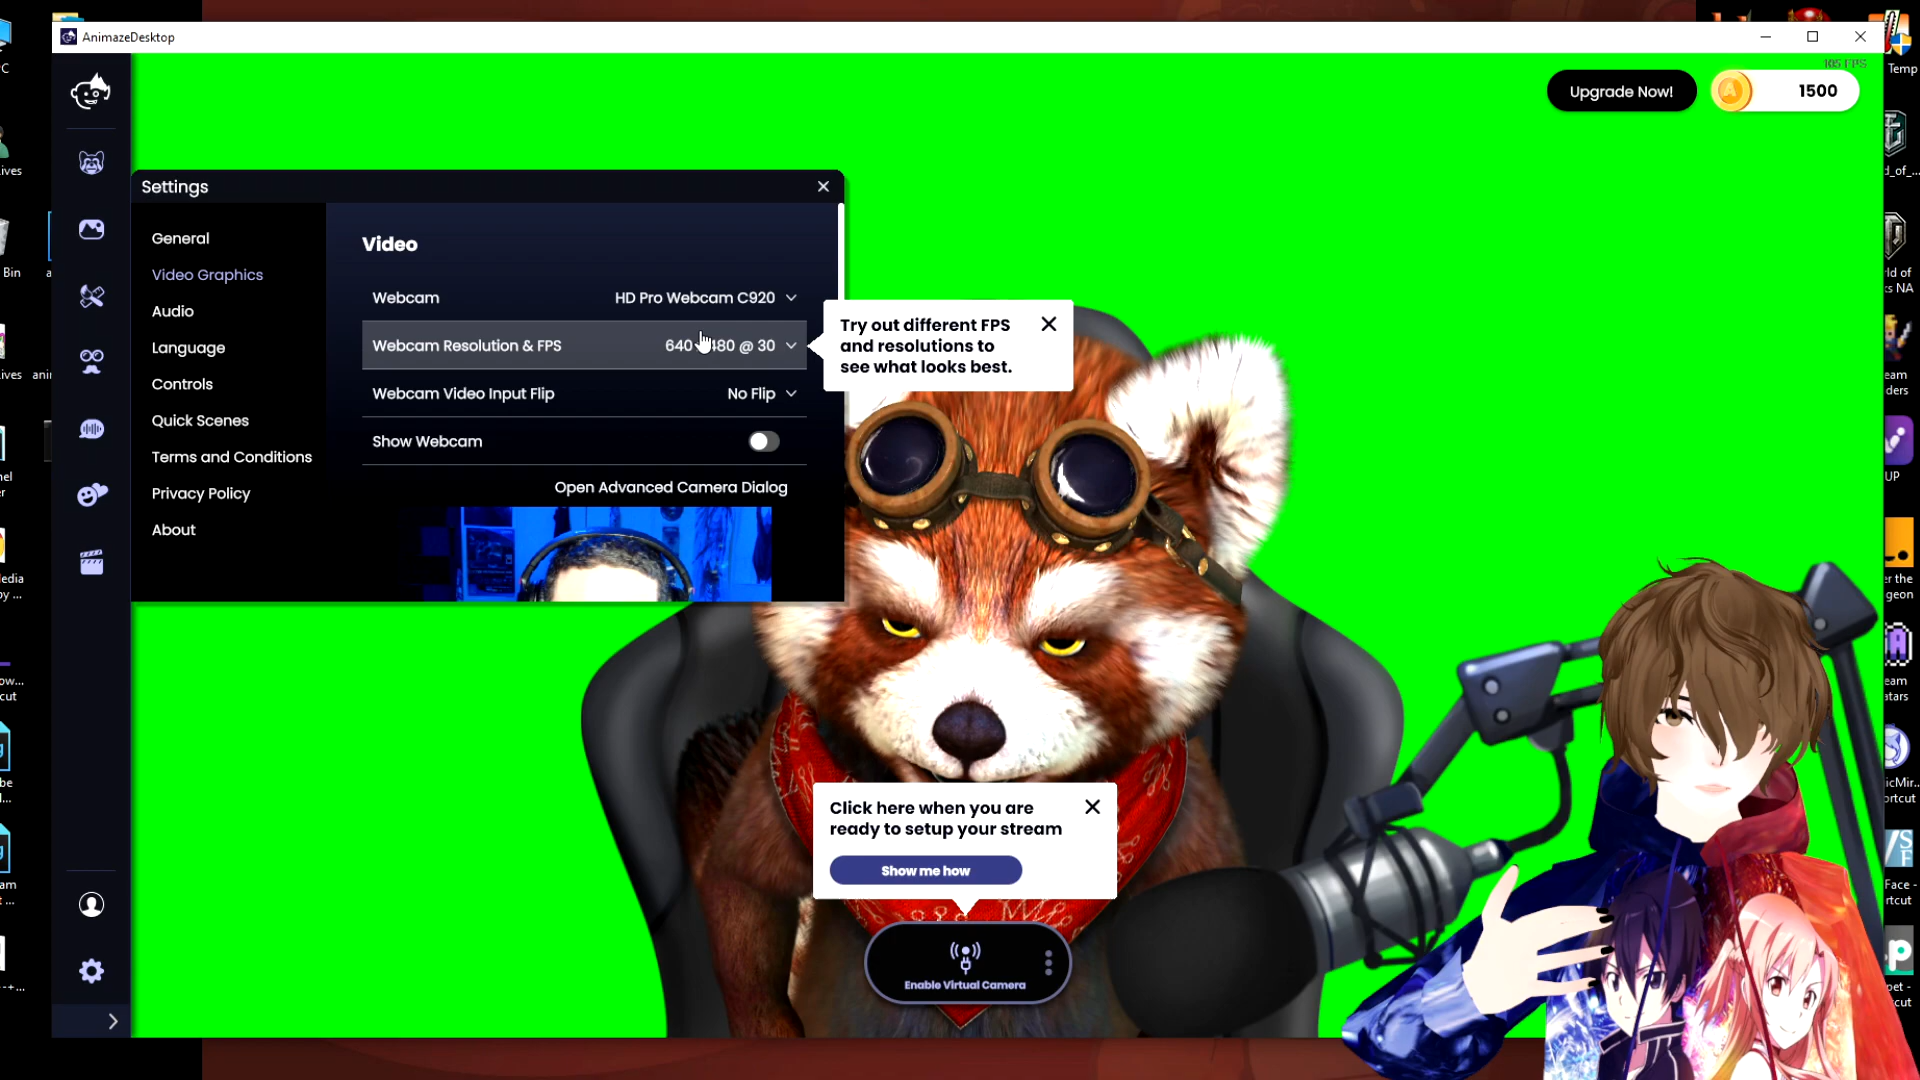 AnimazeDesktop
105 FPS
Upgrade Now!
1500
Settings
General
Video Graphics
Audio
Language
Controls
Quick Scenes
Terms and Conditions
Privacy Policy
About
Video
Webcam
HD Pro Webcam C920
Webcam Resolution & FPS
640 480 @ 30
Webcam Video Input Flip
No Flip
Show Webcam
Open Advanced Camera Dialog
Try out different FPS
and resolutions to
see what looks best.
Click here when you are
ready to setup your stream
Show me how
Enable Virtual Camera
Bin
Temp